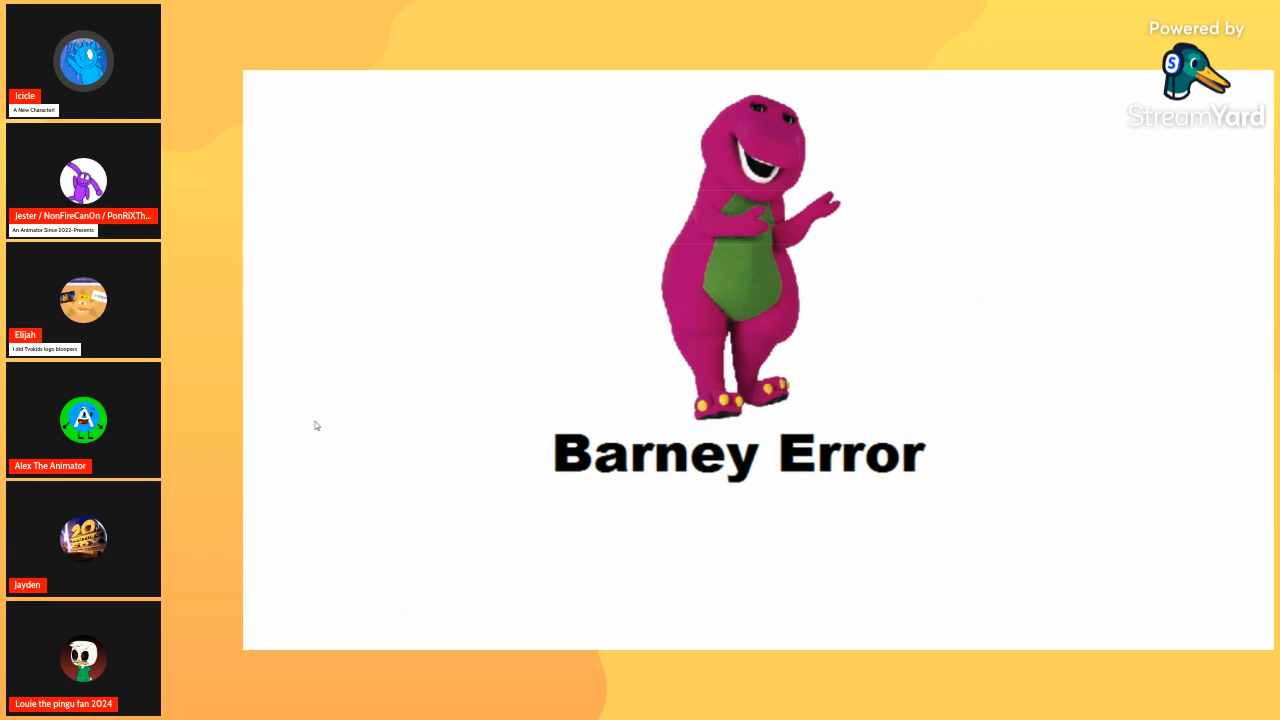 Icicle
A New Character!
Jester / NonFireCanOn / PonRiXTh...
An Animator Since 2022-Presents
Elijah
I did Tvokids logo bloopers
Alex The Animator
Jayden
20
Louie the pingu fan 2024
Barney Error
Powered by
S
StreamYard